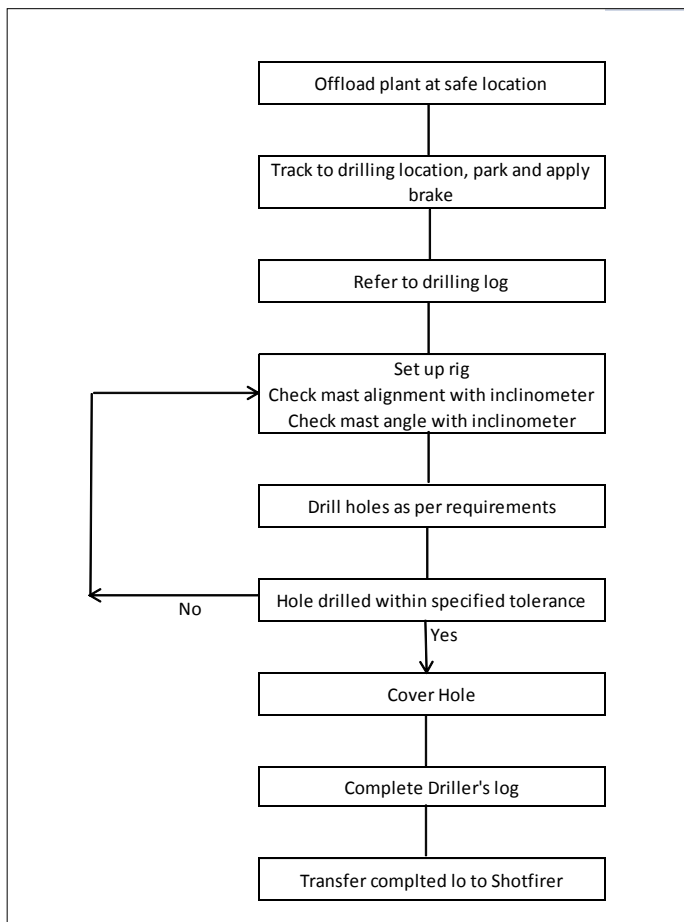 Offload plant at safe location
Track to drilling location, park and apply
brake
Refer to drilling log
Set up rig
Check mast alignment with inclinometer
Check mast angle with inclinometer
Drill holes as per requirements
Hole drilled within specified tolerance
No
Yes
Cover Hole
Complete Driller's log
Transfer complted lo to Shotfirer